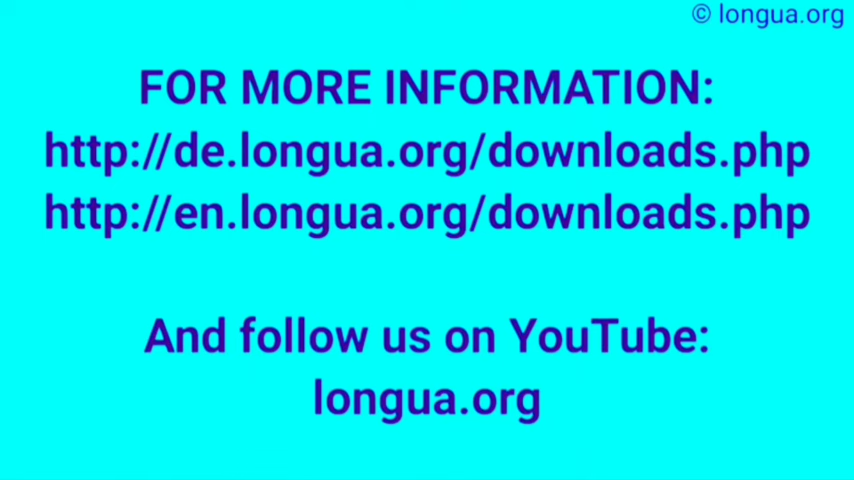 © longua.org
FOR MORE INFORMATION:
http://de.longua.org/downloads.php
http://en.longua.org/downloads.php
And follow us on YouTube:
longua.org